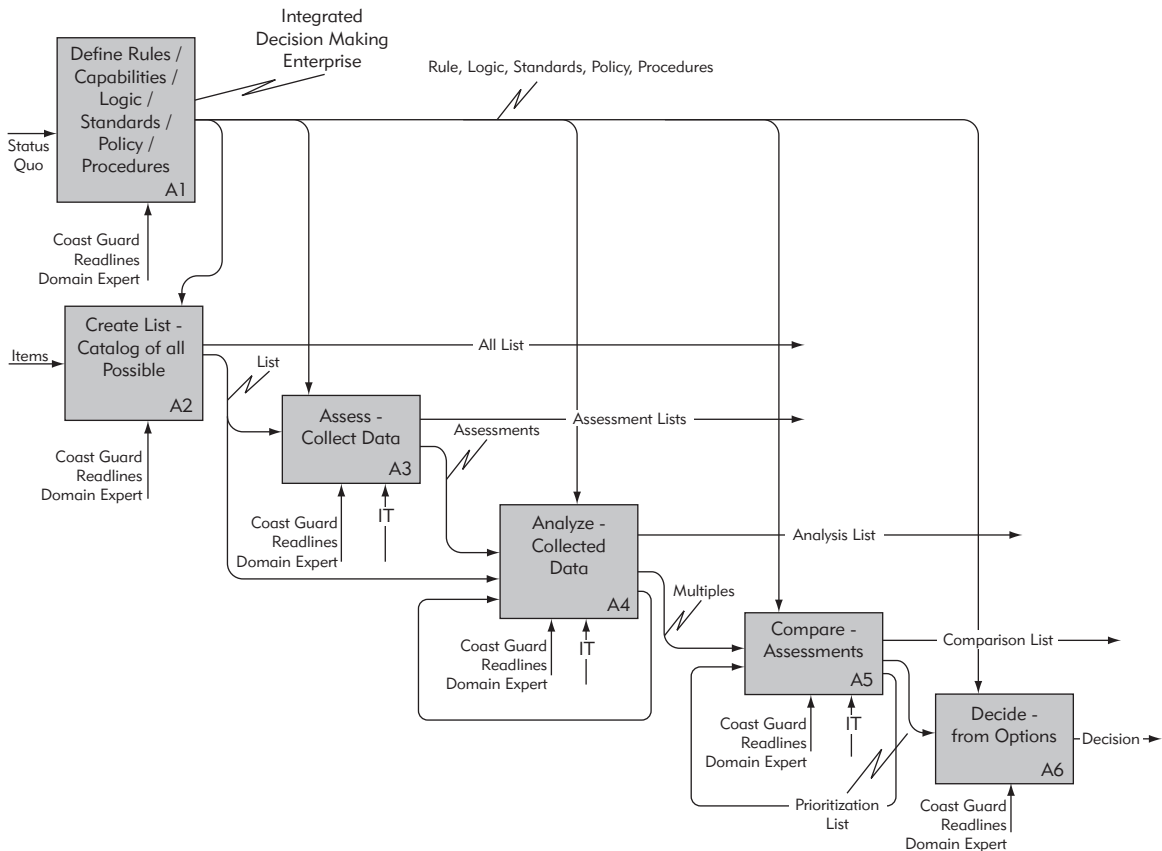 Integrated
Decision Making
Enterprise
Rule, Logic, Standards, Policy, Procedures
Define Rules /
Capabilities /
Logic /
Standards /
Policy /
Procedures
A1
Status
Quo
Coast Guard
Readlines
Domain Expert
Create List -
Catalog of all
Possible
A2
Items
All List
List
Coast Guard
Readlines
Domain Expert
Assess -
Collect Data
A3
Assessment Lists
Assessments
Coast Guard
Readlines
Domain Expert
IT
Analyze -
Collected
Data
A4
Analysis List
Multiples
Coast Guard
Readlines
Domain Expert
IT
Compare -
Assessments
A5
Comparison List
Coast Guard
Readlines
Domain Expert
IT
Prioritization
List
Decide -
from Options
A6
Decision
Coast Guard
Readlines
Domain Expert